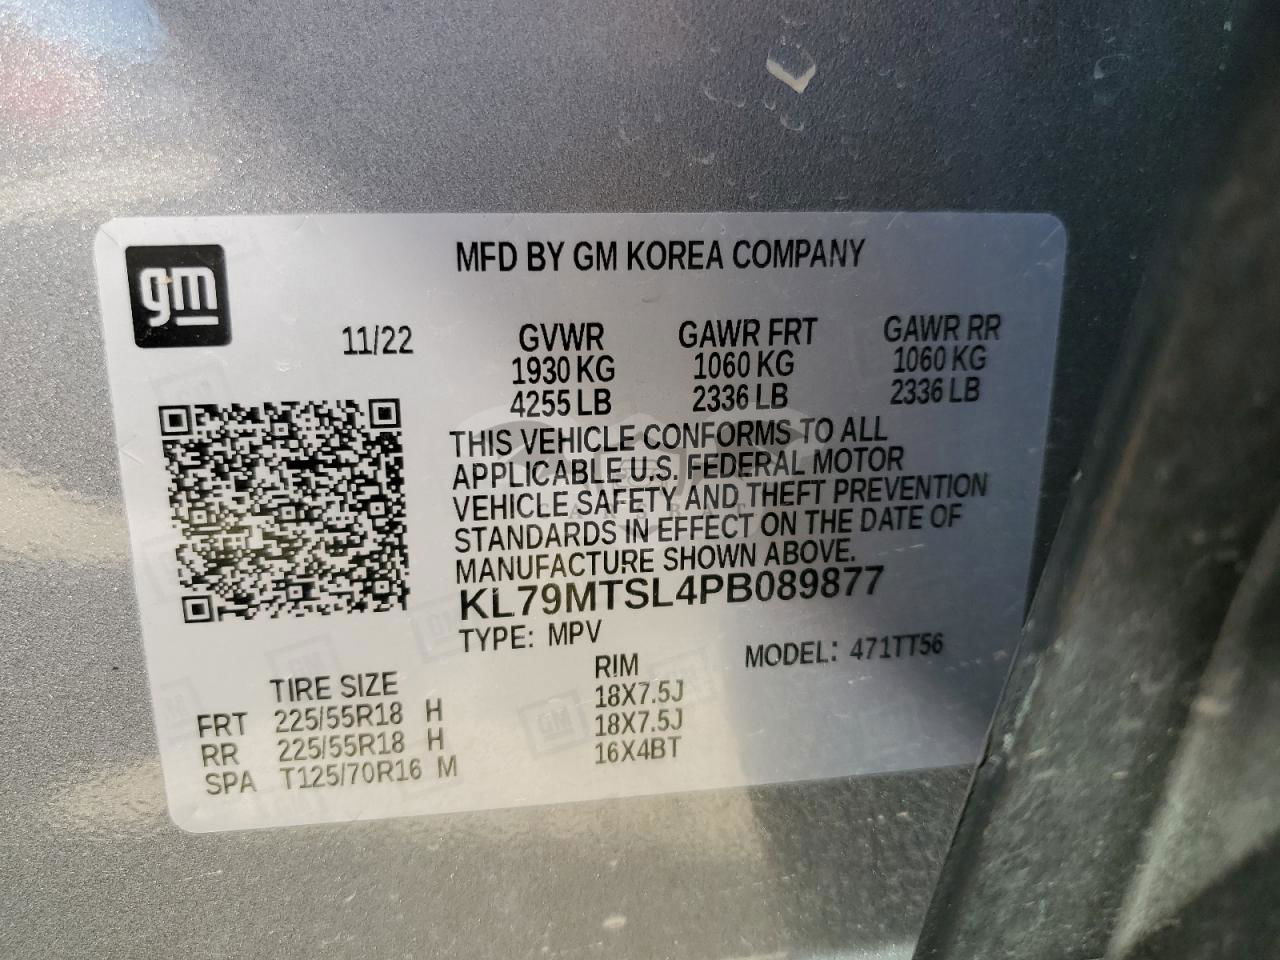 gm
MFD BY GM KOREA COMPANY
11/22 GVWR GAWR FRT GAWR RR
1930 KG 1060 KG 1060 KG
4255 LB 2336 LB 2336 LB
THIS VEHICLE CONFORMS TO ALL
APPLICABLE U.S. FEDERAL MOTOR
VEHICLE SAFETY AND THEFT PREVENTION
STANDARDS IN EFFECT ON THE DATE OF
MANUFACTURE SHOWN ABOVE.
KL79MTSL4PB089877
TYPE: MPV MODEL: 471TT56
TIRE SIZE RIM
FRT 225/55R18 H 18X7.5J
RR 225/55R18 H 18X7.5J
SPA T125/70R16 M 16X4BT